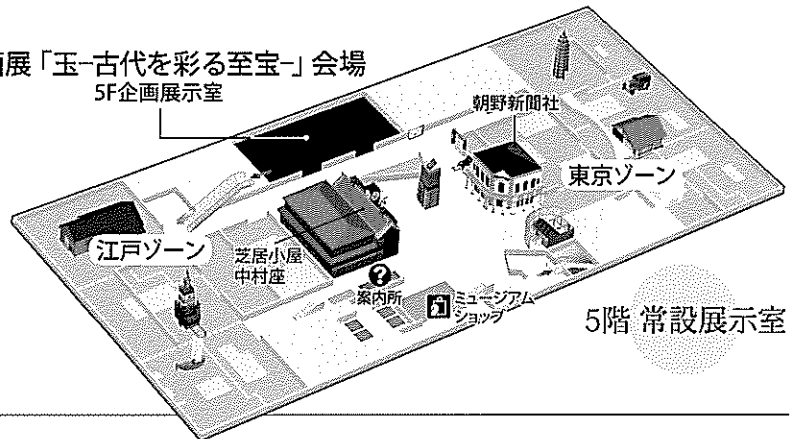 展「玉-古代を彩る至宝-」会場
5F企画展示室
朝野新聞社
東京ゾーン
江戸ゾーン
芝居小屋
中村座
?
案内所
ミュージアム
ショップ
5階 常設展示室